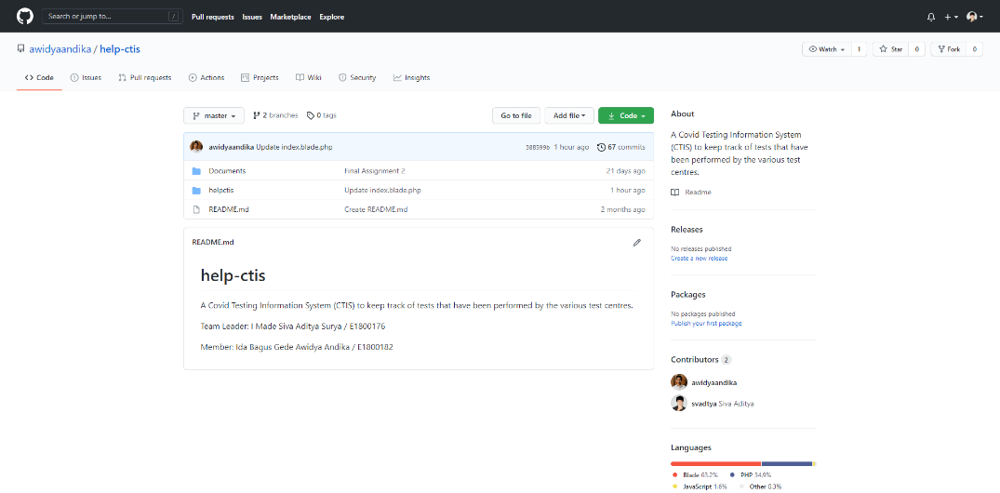 Search or jump to... /
Pull requests Issues Marketplace Explore
awidyaandika / help-ctis
Watch 1 Star 0 Fork 0
Code Issues Pull requests Actions Projects Wiki Security Insights
master 2 branches 0 tags Go to file Add file Code
awidyaandika Update index.blade.php 388599b 1 hour ago 67 commits
Documents Final Assignment 2 21 days ago
helpctis Update index.blade.php 1 hour ago
README.md Create README.md 2 months ago
README.md
help-ctis
A Covid Testing Information System (CTIS) to keep track of tests that have been performed by the various test centres.
Team Leader: I Made Siva Aditya Surya / E1800176
Member: Ida Bagus Gede Awidya Andika / E1800182
About
A Covid Testing Information System
(CTIS) to keep track of tests that have
been performed by the various test
centres.
Readme
Releases
No releases published
Create a new release
Packages
No packages published
Publish your first package
Contributors 2
awidyaandika
svadtya Siva Aditya
Languages
Blade 63.2% PHP 34.9%
JavaScript 1.6% Other 0.3%